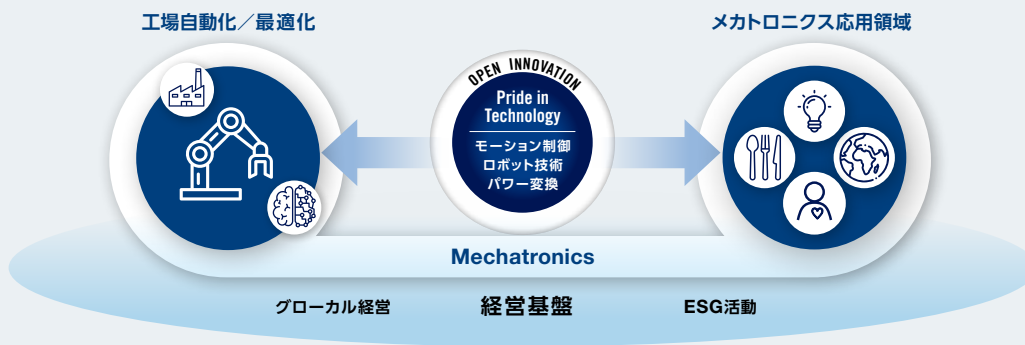 工場自動化／最適化
メカトロニクス応用領域
OPEN INNOVATION
Pride in
Technology
モーション制御
ロボット技術
パワー変換
Mechatronics
グローカル経営
経営基盤
ESG活動